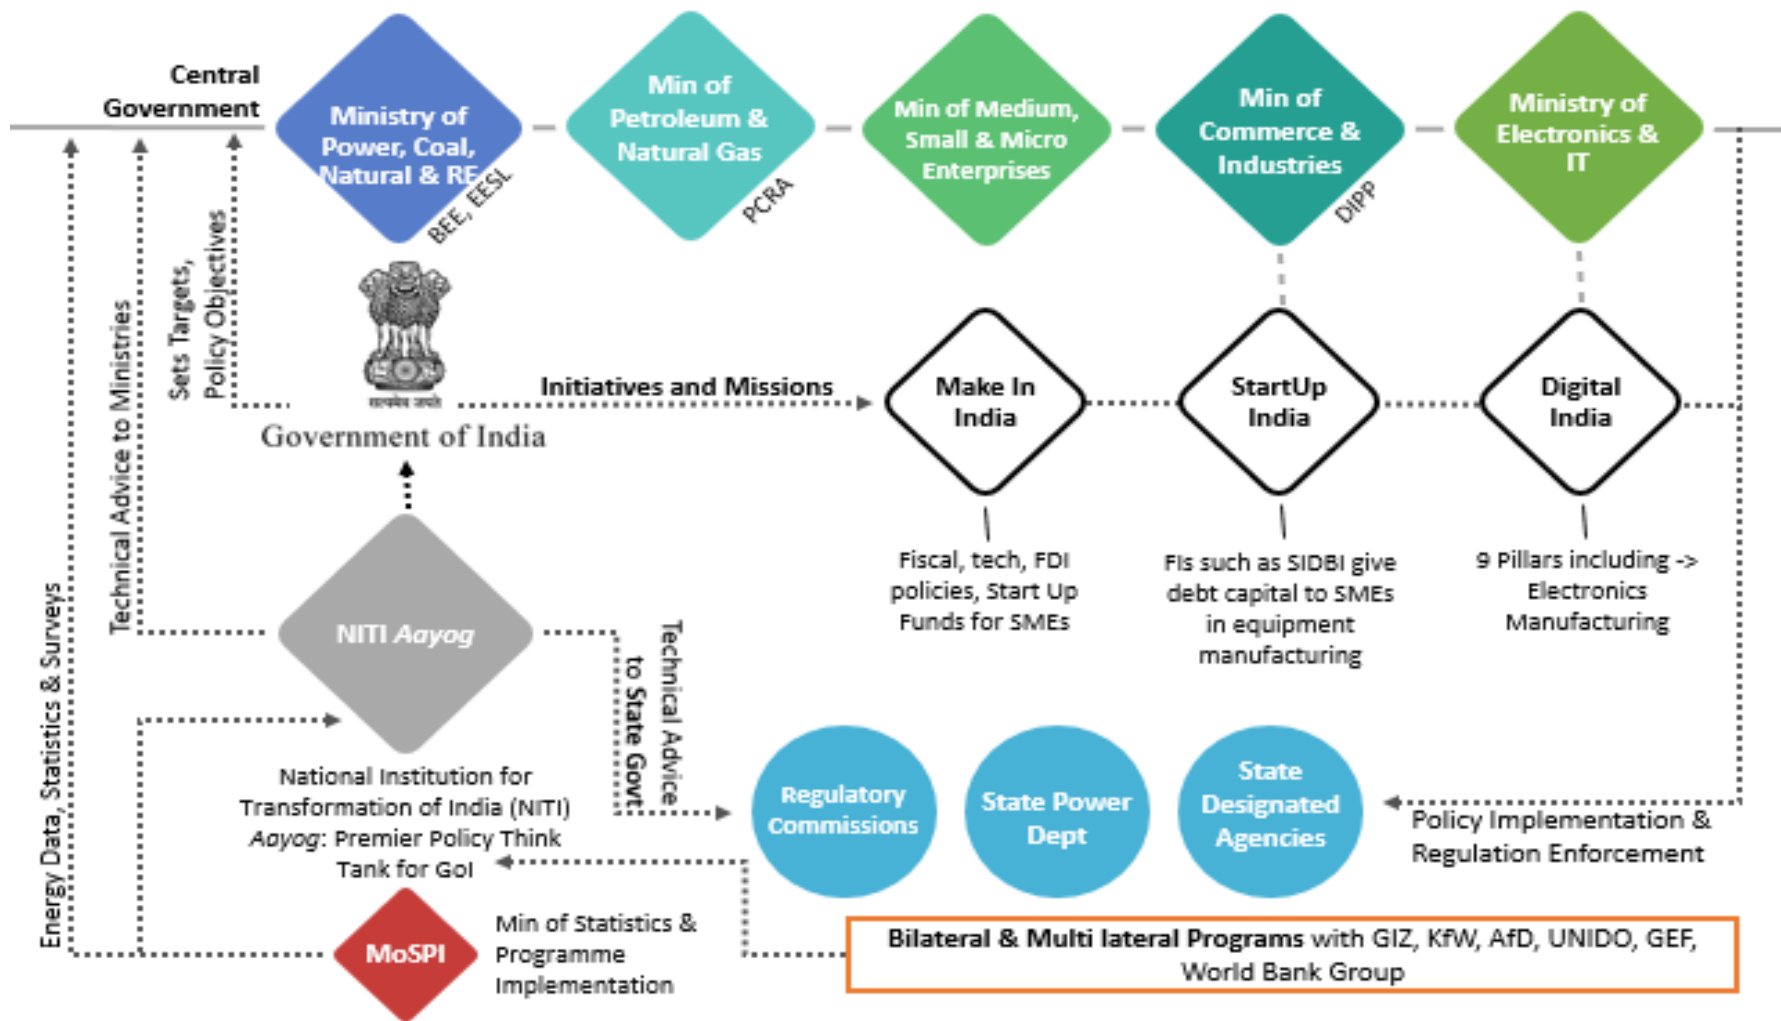 Central
Government
Ministry of
Power, Coal,
Natural & RE
BEE, EESL
Min of
Petroleum &
Natural Gas
PCRA
Min of Medium,
Small & Micro
Enterprises
Min of
Commerce &
Industries
DIPP
Ministry of
Electronics &
IT
Sets Targets,
Policy Objectives
Technical Advice to Ministries
Energy Data, Statistics & Surveys
सत्यमेव जयते
Government of India
Initiatives and Missions
Make In
India
StartUp
India
Digital
India
Fiscal, tech, FDI
policies, Start Up
Funds for SMEs
FIs such as SIDBI give
debt capital to SMEs
in equipment
manufacturing
9 Pillars including ->
Electronics
Manufacturing
NITI Aayog
Technical Advice
to State Govt.
National Institution for
Transformation of India (NITI)
Aayog: Premier Policy Think
Tank for GoI
Regulatory
Commissions
State Power
Dept
State
Designated
Agencies
Policy Implementation &
Regulation Enforcement
MoSPI
Min of Statistics &
Programme
Implementation
Bilateral & Multi lateral Programs with GIZ, KfW, AfD, UNIDO, GEF,
World Bank Group